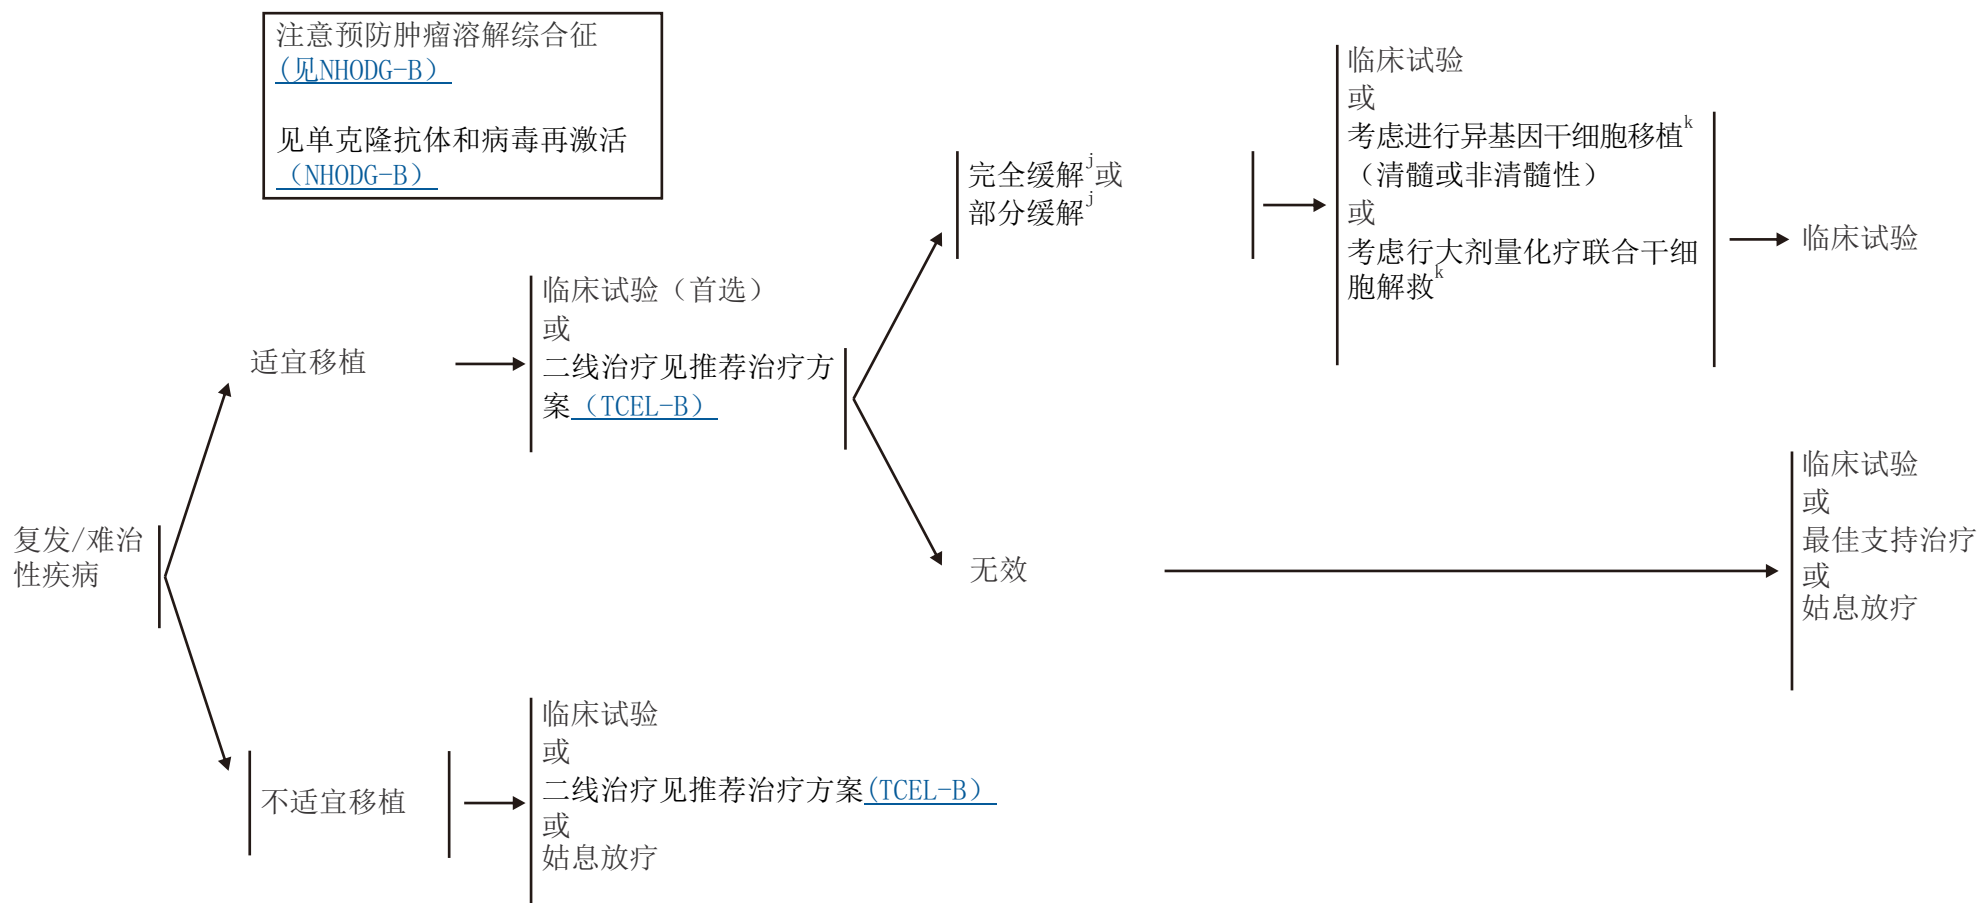 注意预防肿瘤溶解综合征
(见NHODG-B）
见单克隆抗体和病毒再激活
（NHODG-B）
复发/难治
性疾病
适宜移植
临床试验（首选）
或
二线治疗见推荐治疗方
案（TCEL-B）
完全缓解j或
部分缓解j
临床试验
或
考虑进行异基因干细胞移植k
（清髓或非清髓性）
或
考虑行大剂量化疗联合干细
胞解救k
临床试验
无效
临床试验
或
最佳支持治疗
或
姑息放疗
不适宜移植
临床试验
或
二线治疗见推荐治疗方案(TCEL-B）
或
姑息放疗